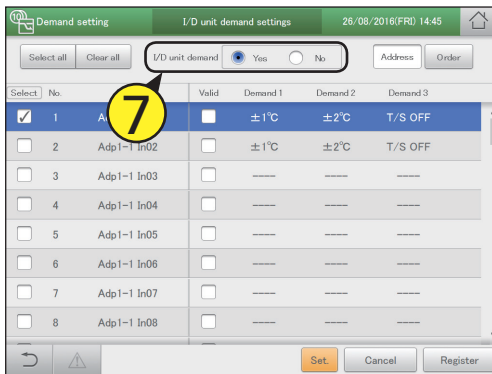 Demand setting I/D unit demand settings 26/08/2016(FRI) 14:45
Select all Clear all I/D unit demand Yes No Address Order
7
Select No. Valid Demand 1 Demand 2 Demand 3
1 A ±1℃ ±2℃ T/S OFF
2 Adp1-1 In02 ±1℃ ±2℃ T/S OFF
3 Adp1-1 In03 ---- ---- ----
4 Adp1-1 In04 ---- ---- ----
5 Adp1-1 In05 ---- ---- ----
6 Adp1-1 In06 ---- ---- ----
7 Adp1-1 In07 ---- ---- ----
8 Adp1-1 In08 ---- ---- ----
Set. Cancel Register